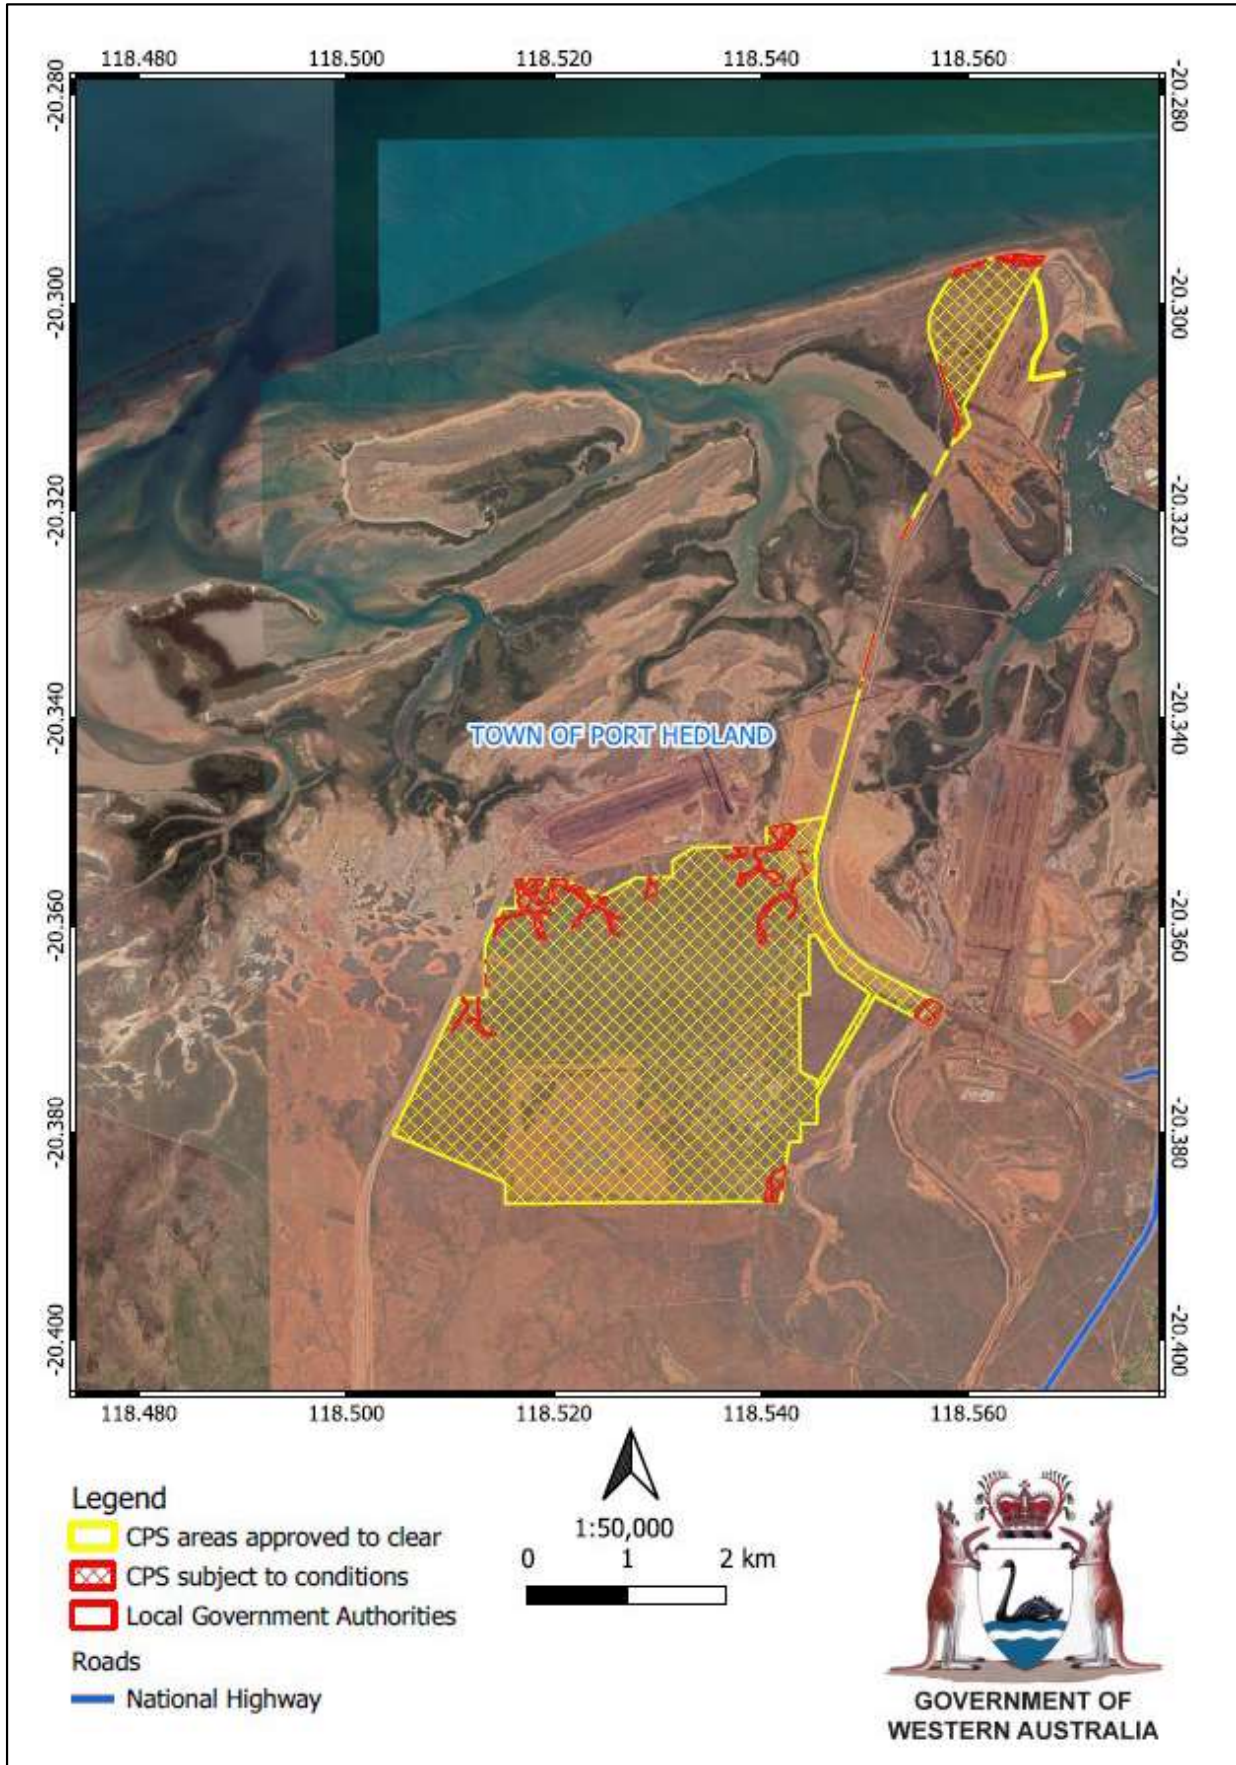 118.480 118.500 118.520 118.540 118.560
-20.280 -20.280
-20.300 -20.300
-20.320 -20.320
-20.340 -20.340
TOWN OF PORT HEDLAND
-20.360 -20.360
-20.380 -20.380
-20.400 -20.400
118.480 118.500 118.520 118.540 118.560
Legend
CPS areas approved to clear
CPS subject to conditions
Local Government Authorities
Roads
National Highway
1:50,000
0 1 2 km
GOVERNMENT OF
WESTERN AUSTRALIA